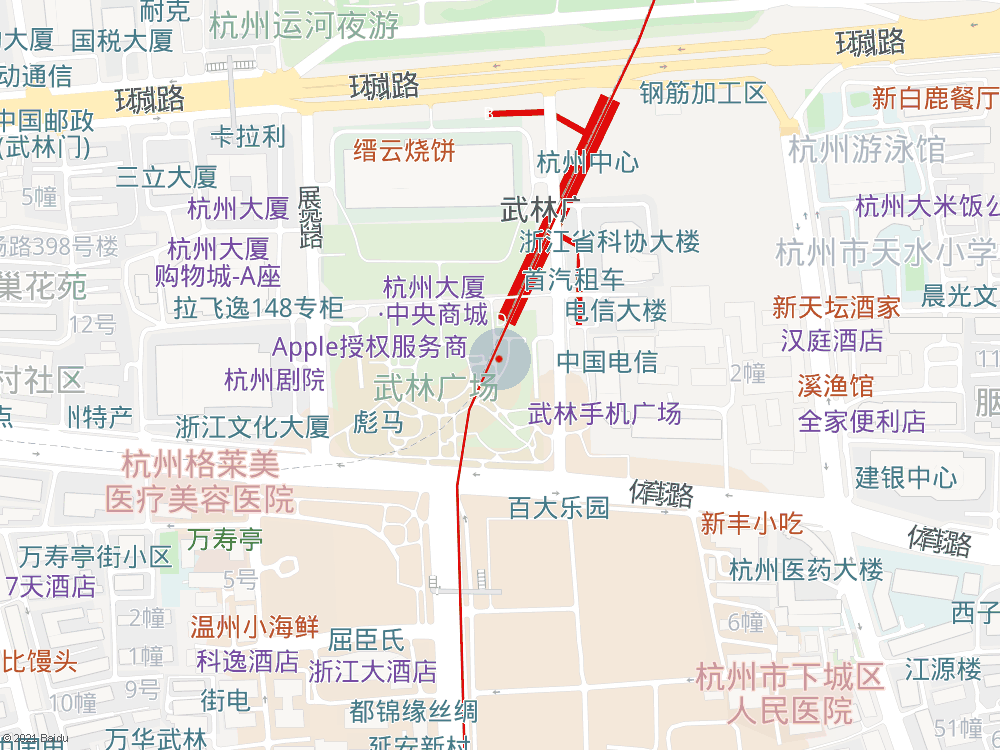 耐克
杭州运河夜游
大厦
国税大厦
环城路
动通信
环城路
环城路
钢筋加工区
新白鹿餐厅
中国邮政
(武林门)
卡拉利
缙云烧饼
杭州中心
杭州游泳馆
三立大厦
5幢
杭州大厦
展览路
武林广
杭州大米饭公
场路398号楼
杭州大厦
购物城-A座
浙江省科协大楼
杭州市天水小学
巢花苑
杭州大厦
·中央商城
首汽租车
晨光文
12号
拉飞逸148专柜
电信大楼
新天坛酒家
Apple授权服务商
汉庭酒店
中国电信
村社区
杭州剧院
武林广场
2幢
溪渔馆
11
胭
点
州特产
浙江文化大厦
彪马
武林手机广场
全家便利店
杭州格莱美
医疗美容医院
建银中心
体育场路
百大乐园
新丰小吃
体育场路
万寿亭
万寿亭街小区
7天酒店
5号
杭州医药大楼
2幢
温州小海鲜
屈臣氏
6幢
西子
比馒头
1幢
科逸酒店
浙江大酒店
杭州市下城区
人民医院
江源楼
9号
10幢
街电
都锦缘丝绸
51幢
© 2021 Baidu
万华武林
延安新村